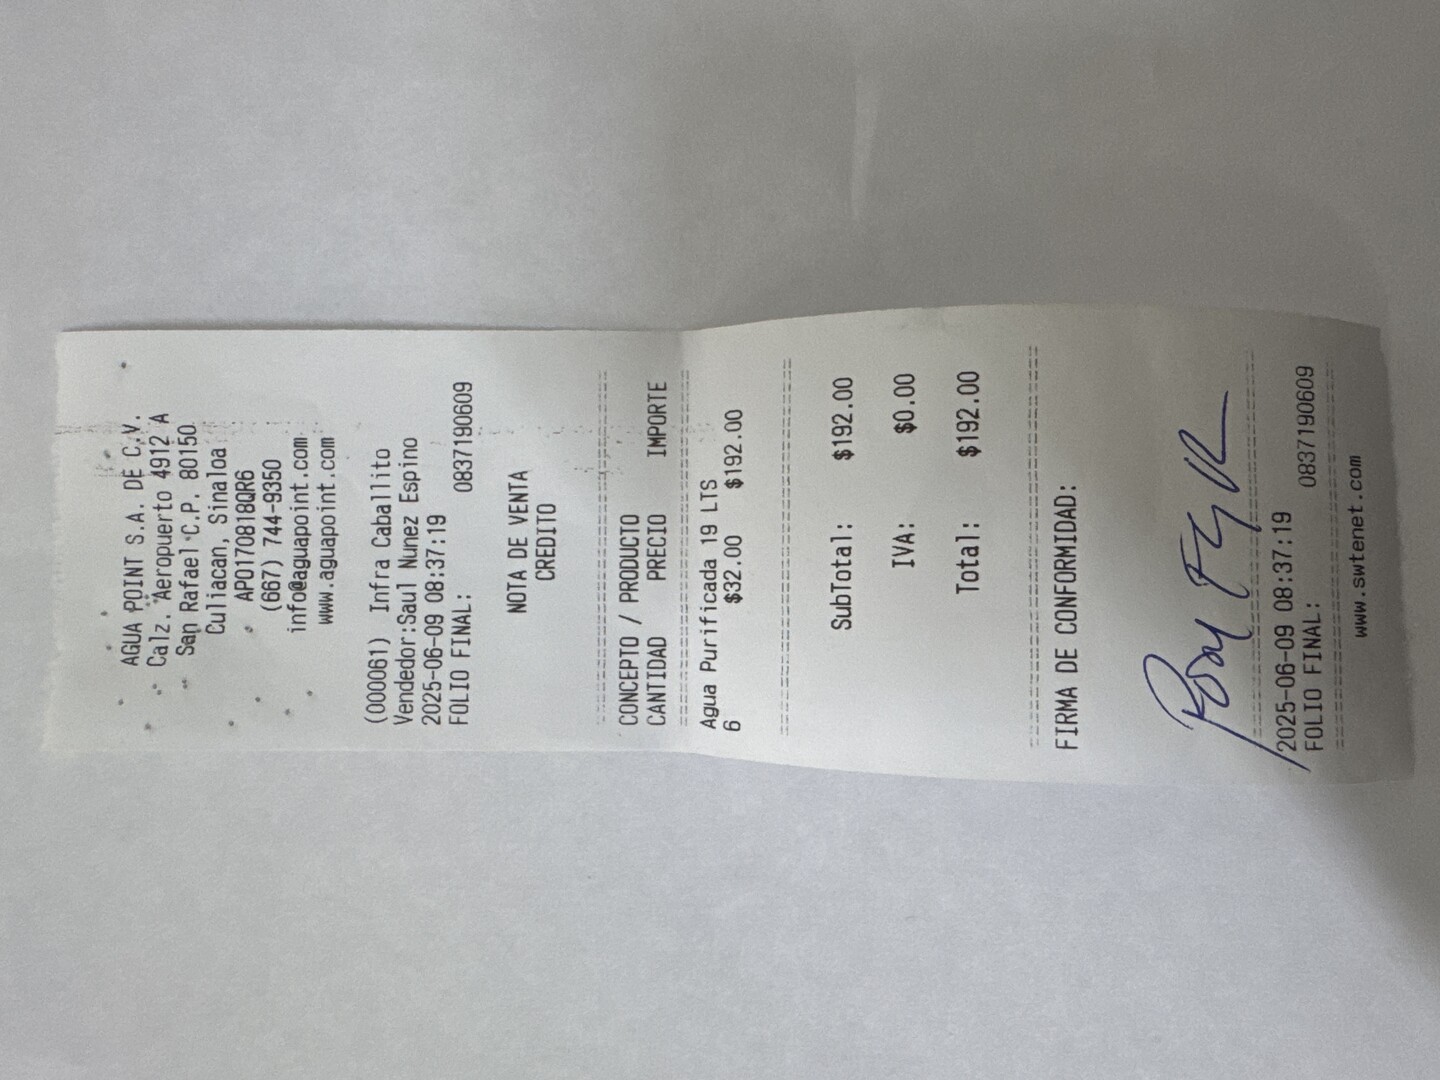 AGUA POINT S.A. DE C.V.
Calz. Aeropuerto 4912 A
San Rafael C.P. 80150
Culiacan, Sinaloa
APO170818QR6
(667) 744-9350
info@aguapoint.com
www.aguapoint.com
(000061) Infra Caballito
Vendedor:Saul Nunez Espino
2025-06-09 08:37:19
FOLIO FINAL: 0837190609
NOTA DE VENTA
CREDITO
CONCEPTO / PRODUCTO
CANTIDAD PRECIO IMPORTE
Agua Purificada 19 LTS
6 $32.00 $192.00
SubTotal: $192.00
IVA: $0.00
Total: $192.00
FIRMA DE CONFORMIDAD:
2025-06-09 08:37:19
FOLIO FINAL: 0837190609
www.swtenet.com